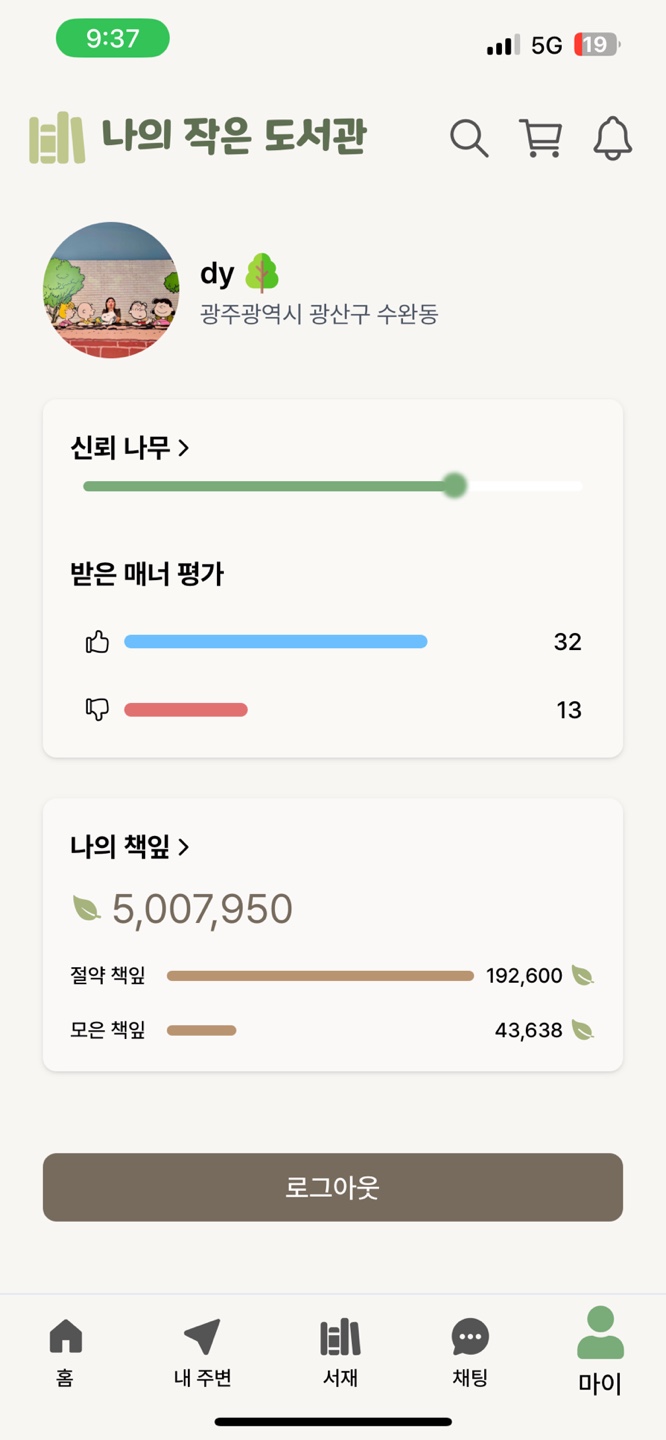 9:37
5G 19
나의 작은 도서관
dy
광주광역시 광산구 수완동
신뢰 나무
받은 매너 평가
32
13
나의 책잎
5,007,950
절약 책잎 192,600
모은 책잎 43,638
로그아웃
홈 내 주변 서재 채팅 마이